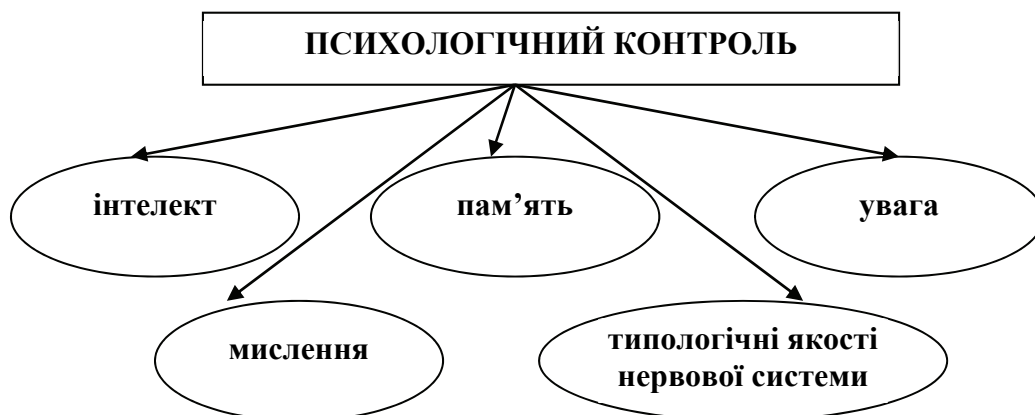 ПСИХОЛОГІЧНИЙ КОНТРОЛЬ
інтелект
пам’ять
увага
мислення
типологічні якості
нервової системи